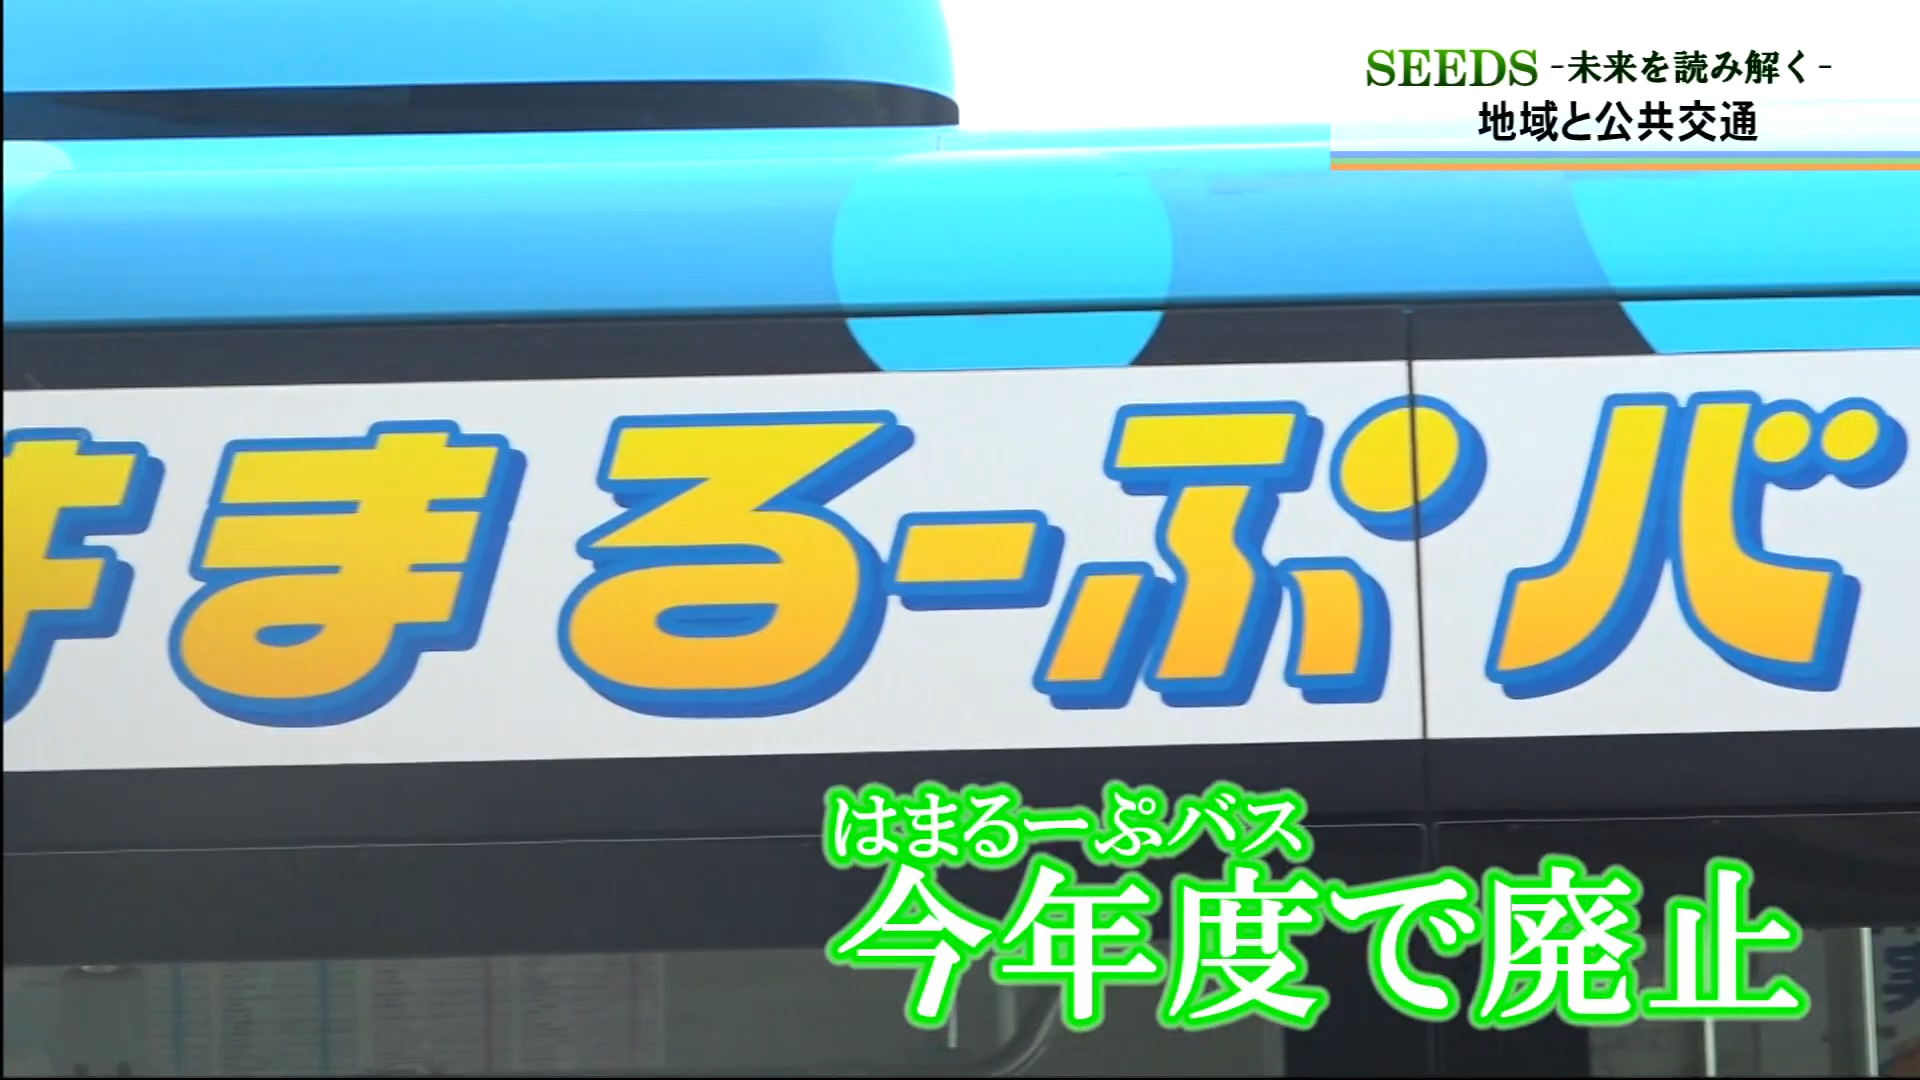 SEEDS -未来を読み解く-
地域と公共交通
はまるーぷバ
はまるーぷバス
今年度で廃止